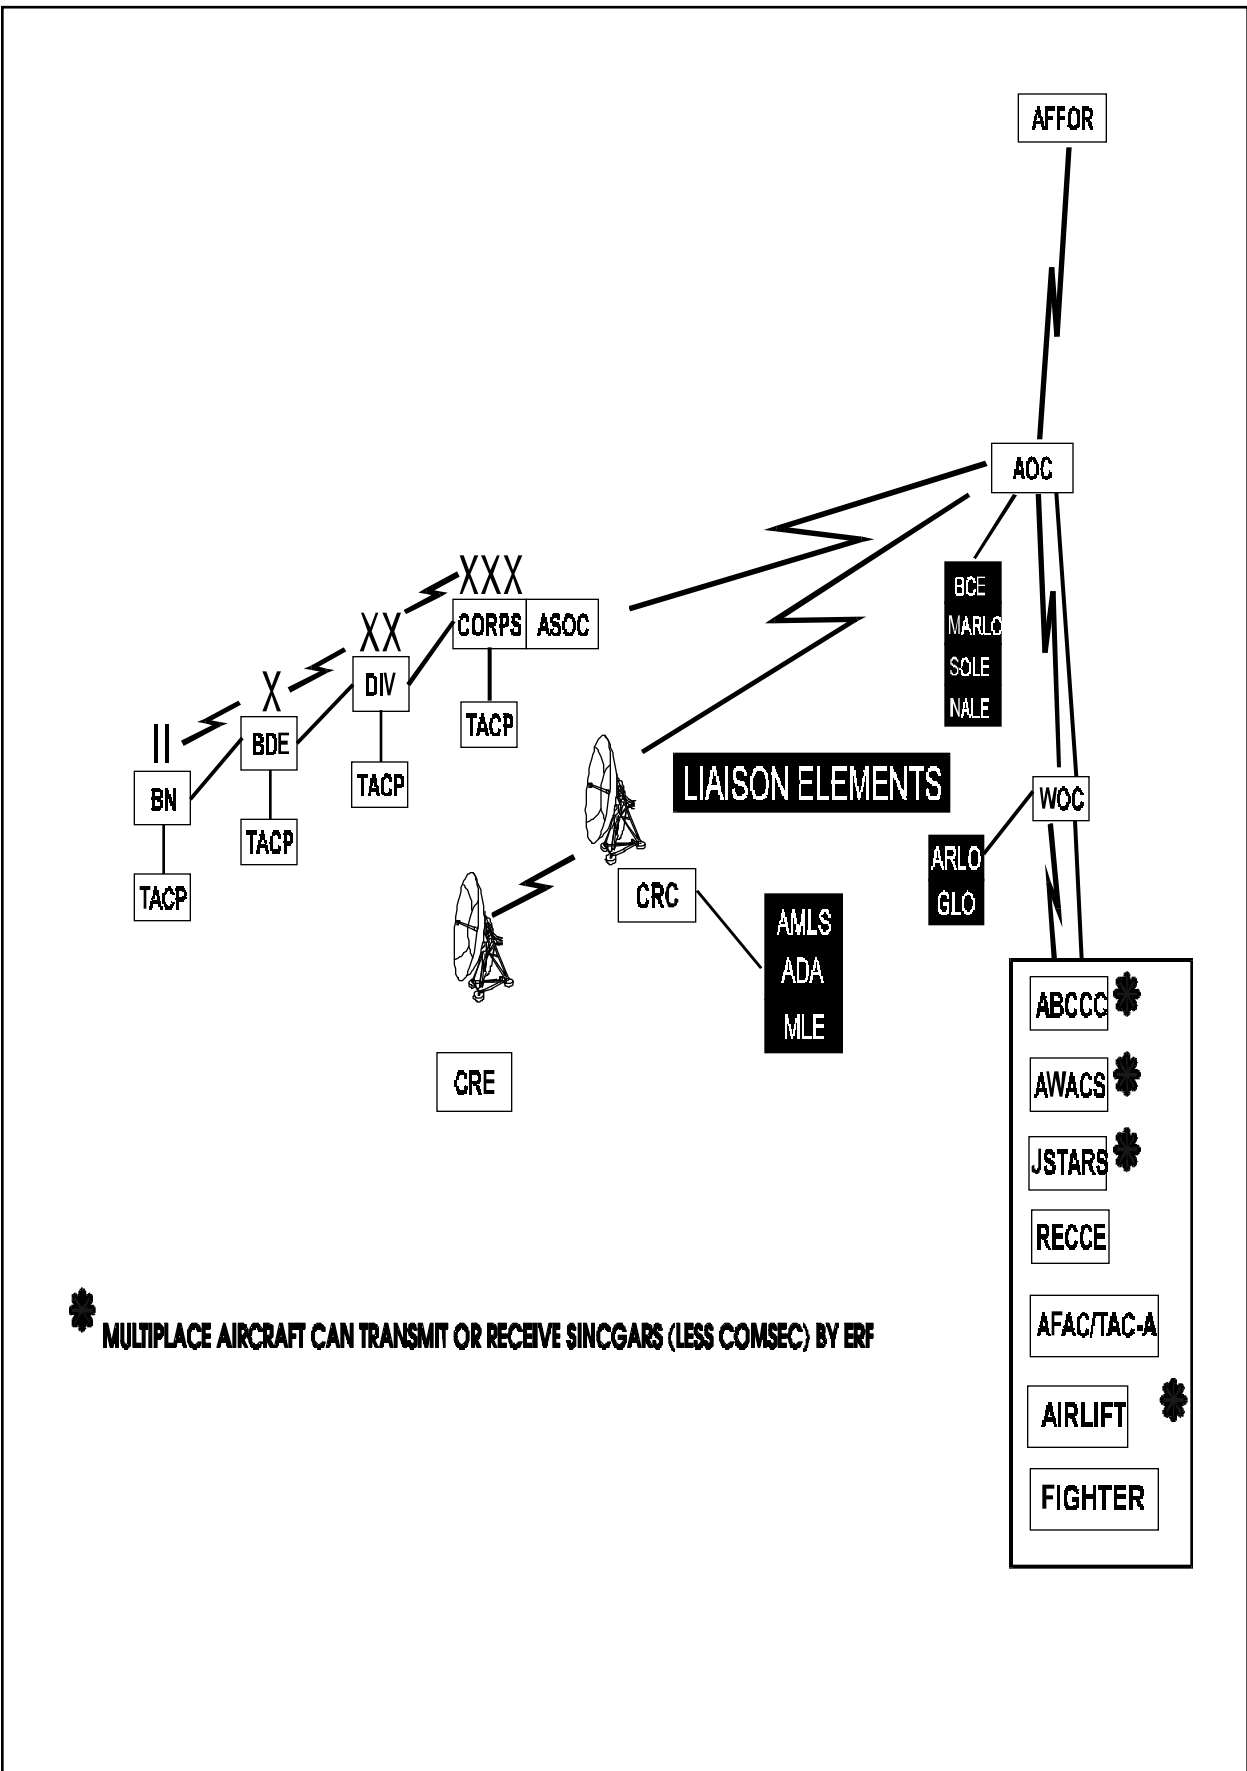 AFFOR
AOC
BCE
MARLO
SOLE
NALE
XXX
CORPS ASOC
XX
DIV
X
BDE
II
BN
TACP
TACP
TACP
TACP
LIAISON ELEMENTS
WOC
ARLO
GLO
CRC
AMLS
ADA
MLE
CRE
ABCCC *
AWACS *
JSTARS *
RECCE
AFAC/TAC-A
AIRLIFT *
FIGHTER
* MULTIPLACE AIRCRAFT CAN TRANSMIT OR RECEIVE SINCGARS (LESS COMSEC) BY ERF